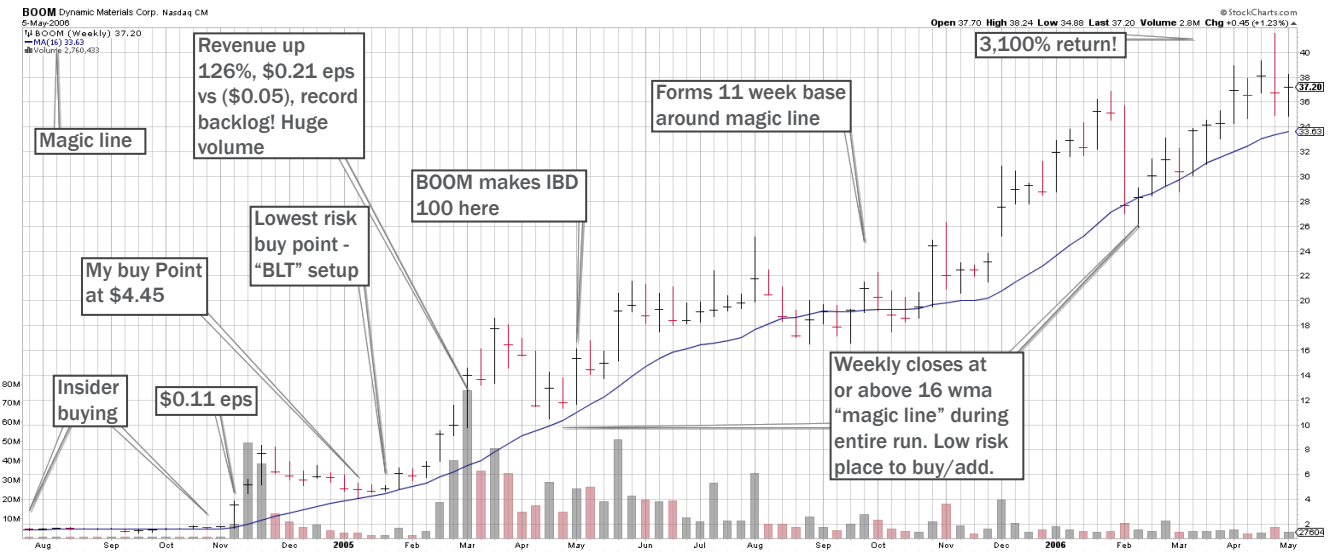 BOOM Dynamic Materials Corp. Nasdaq CM
© StockCharts.com
5-May-2006
Open 37.70 High 38.24 Low 34.88 Last 37.20 Volume 2.8M Chg +0.45 (+1.23%)
BOOM (Weekly) 37.20
MA(16) 33.63
Volume 2,760,433
Magic line
Revenue up
126%, $0.21 eps
vs ($0.05), record
backlog! Huge
volume
3,100% return!
Forms 11 week base
around magic line
BOOM makes IBD
100 here
Lowest risk
buy point -
“BLT” setup
My buy Point
at $4.45
Insider
buying
$0.11 eps
Weekly closes at
or above 16 wma
“magic line” during
entire run. Low risk
place to buy/add.
40
38
37.20
36
34
33.63
32
30
28
26
24
22
20
18
16
14
12
10
8
6
4
2
27604
80M
70M
60M
50M
40M
30M
20M
10M
Aug Sep Oct Nov Dec 2005 Feb Mar Apr May Jun Jul Aug Sep Oct Nov Dec 2006 Feb Mar Apr May